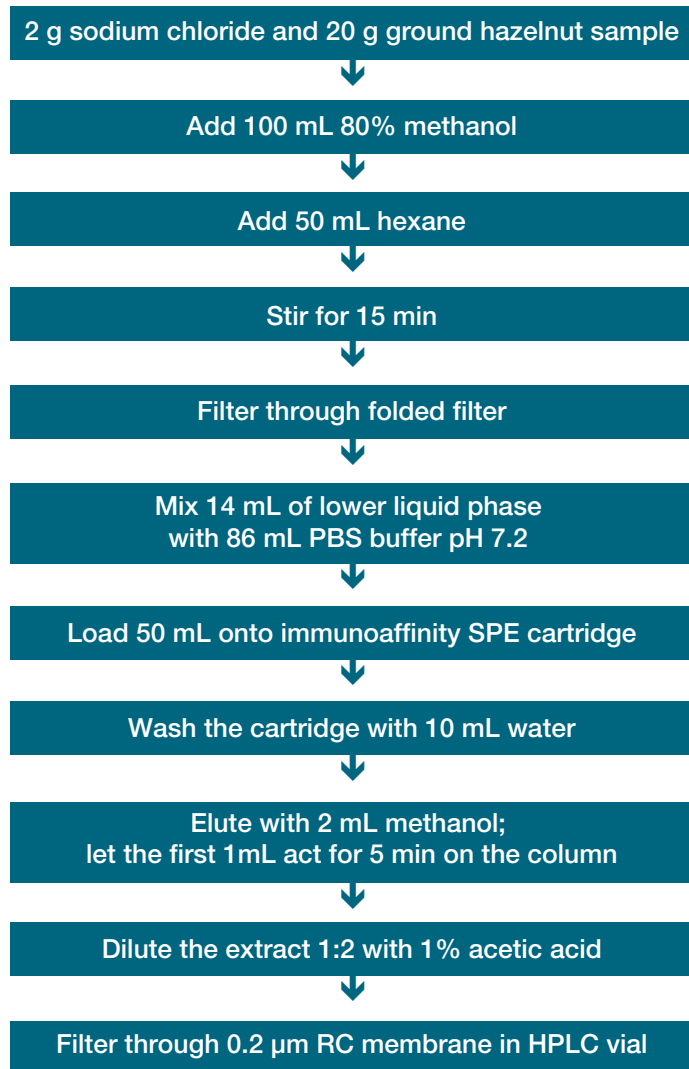 2 g sodium chloride and 20 g ground hazelnut sample
Add 100 mL 80% methanol
Add 50 mL hexane
Stir for 15 min
Filter through folded filter
Mix 14 mL of lower liquid phase
with 86 mL PBS buffer pH 7.2
Load 50 mL onto immunoaffinity SPE cartridge
Wash the cartridge with 10 mL water
Elute with 2 mL methanol;
let the first 1mL act for 5 min on the column
Dilute the extract 1:2 with 1% acetic acid
Filter through 0.2 µm RC membrane in HPLC vial